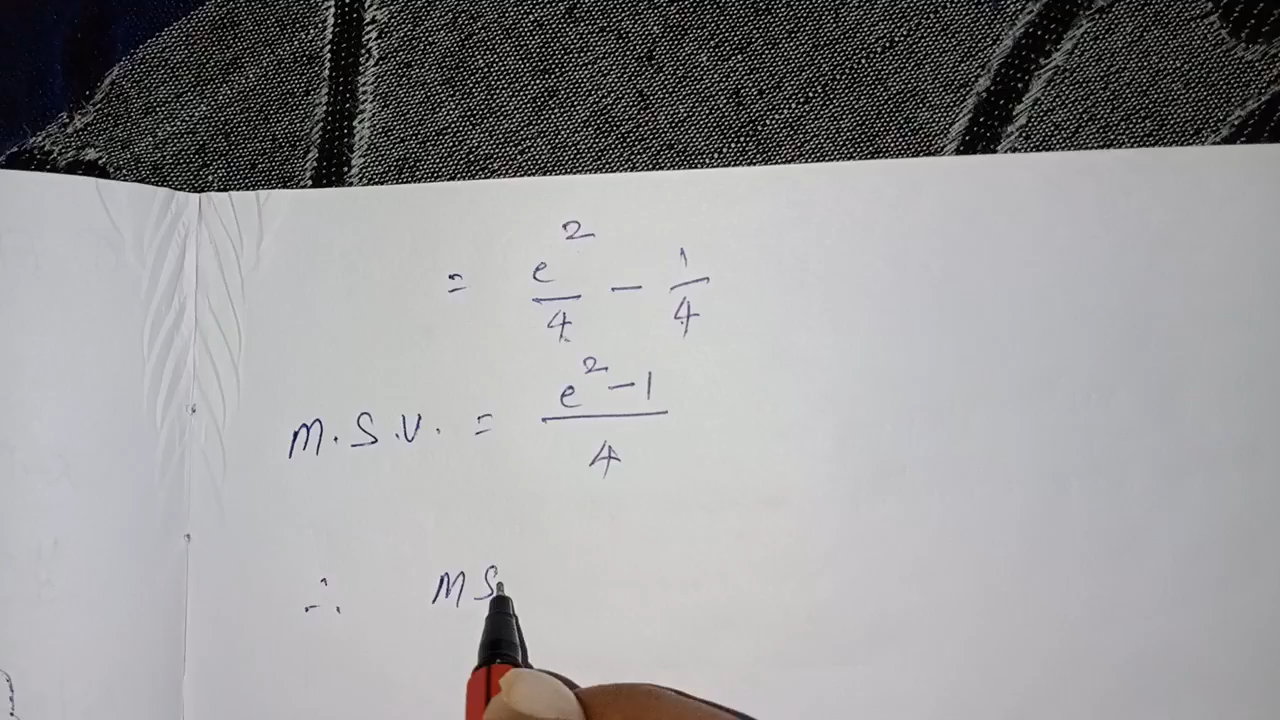 = e²/4 - 1/4
M.S.V. = e² - 1 / 4
∴ MS